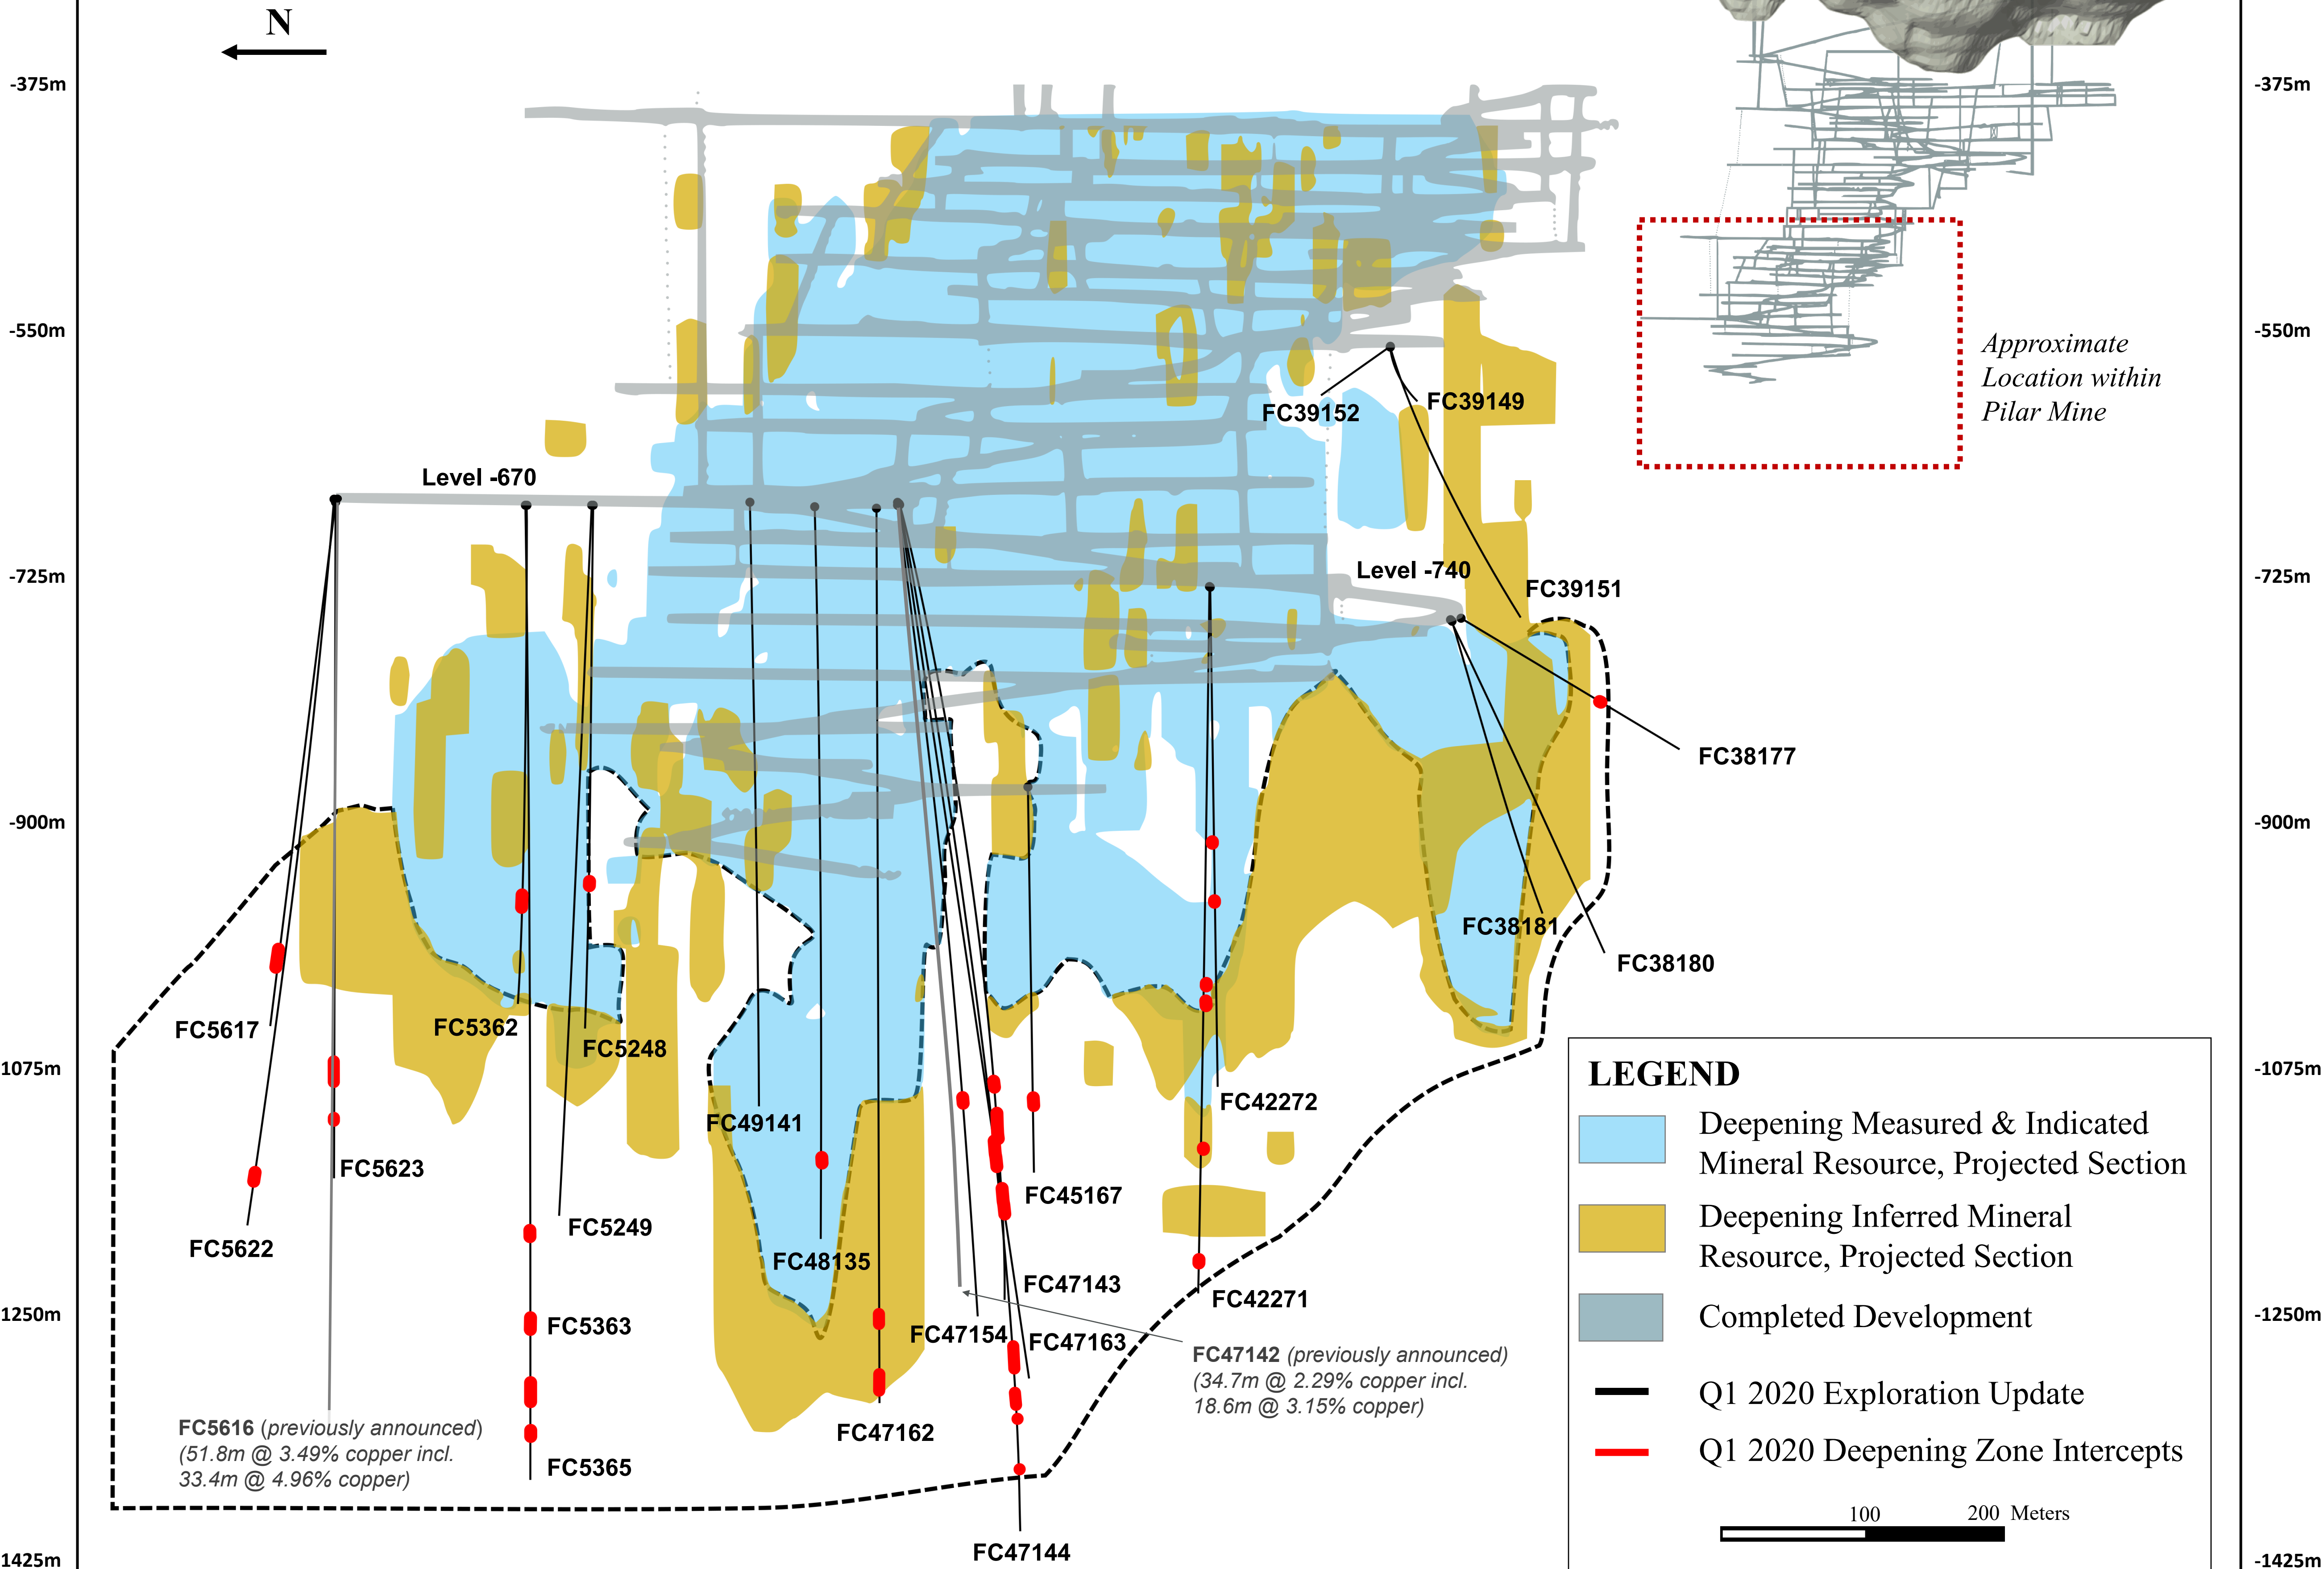 N
-375m
-375m
-550m
-550m
Approximate
Location within
Pilar Mine
FC39152
FC39149
Level -670
-725m
Level -740
-725m
FC39151
FC38177
-900m
-900m
FC38181
FC38180
FC5617
FC5362
FC5248
1075m
-1075m
FC42272
FC49141
FC5623
FC45167
FC5622
FC5249
FC48135
FC47143
FC42271
1250m
-1250m
FC5363
FC47154
FC47163
FC47142 (previously announced)
(34.7m @ 2.29% copper incl.
18.6m @ 3.15% copper)
FC5616 (previously announced)
(51.8m @ 3.49% copper incl.
33.4m @ 4.96% copper)
FC47162
FC5365
FC47144
1425m
-1425m
LEGEND
Deepening Measured & Indicated
Mineral Resource, Projected Section
Deepening Inferred Mineral
Resource, Projected Section
Completed Development
Q1 2020 Exploration Update
Q1 2020 Deepening Zone Intercepts
100 200 Meters